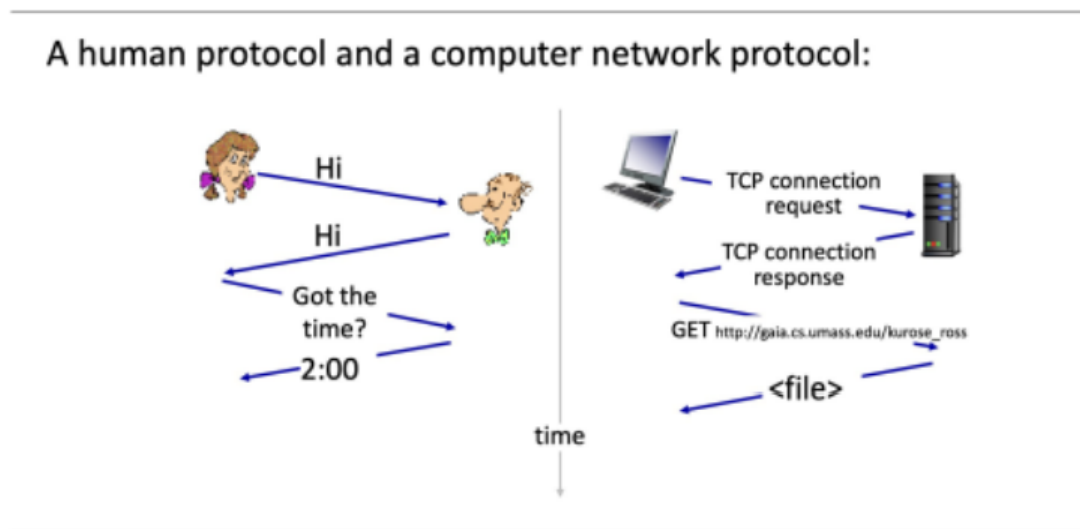 A human protocol and a computer network protocol:
Hi
Hi
Got the
time?
2:00
TCP connection
request
TCP connection
response
GET http://gaia.cs.umass.edu/kurose_ross
<file>
time